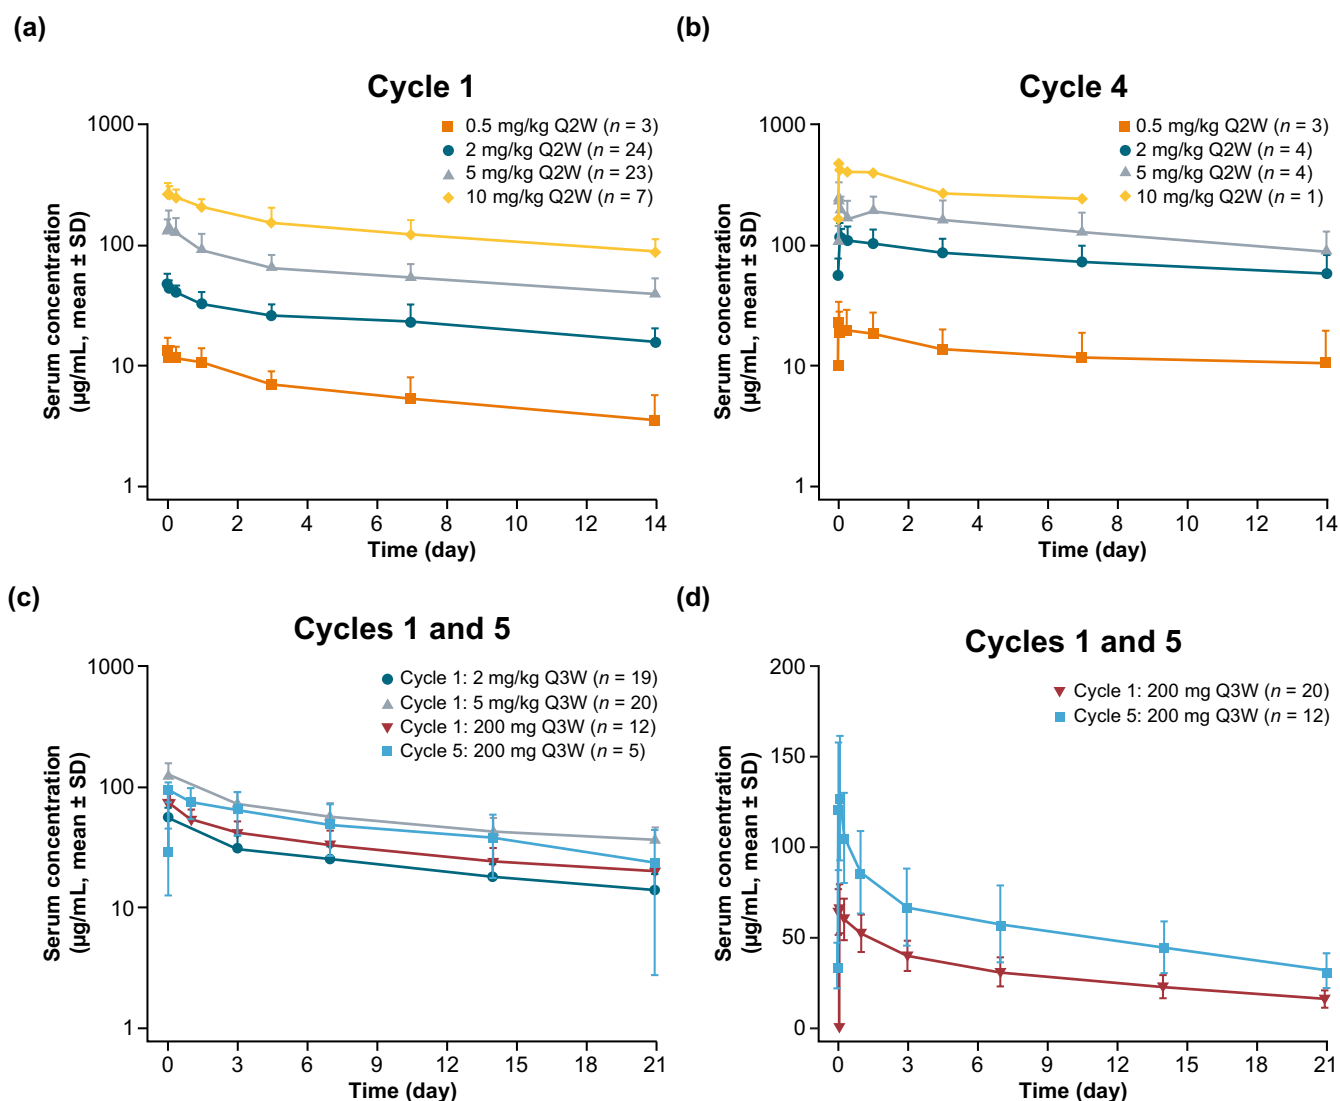 (a)
Cycle 1
0.5 mg/kg Q2W (n = 3)
2 mg/kg Q2W (n = 24)
5 mg/kg Q2W (n = 23)
10 mg/kg Q2W (n = 7)
Serum concentration
(µg/mL, mean ± SD)
1000
100
10
1
0 2 4 6 8 10 12 14
Time (day)
(b)
Cycle 4
0.5 mg/kg Q2W (n = 3)
2 mg/kg Q2W (n = 4)
5 mg/kg Q2W (n = 4)
10 mg/kg Q2W (n = 1)
Serum concentration
(µg/mL, mean ± SD)
1000
100
10
1
0 2 4 6 8 10 12 14
Time (day)
(c)
Cycles 1 and 5
Cycle 1: 2 mg/kg Q3W (n = 19)
Cycle 1: 5 mg/kg Q3W (n = 20)
Cycle 1: 200 mg Q3W (n = 12)
Cycle 5: 200 mg Q3W (n = 5)
Serum concentration
(µg/mL, mean ± SD)
1000
100
10
1
0 3 6 9 12 15 18 21
Time (day)
(d)
Cycles 1 and 5
Cycle 1: 200 mg Q3W (n = 20)
Cycle 5: 200 mg Q3W (n = 12)
Serum concentration
(µg/mL, mean ± SD)
200
150
100
50
0
0 3 6 9 12 15 18 21
Time (day)